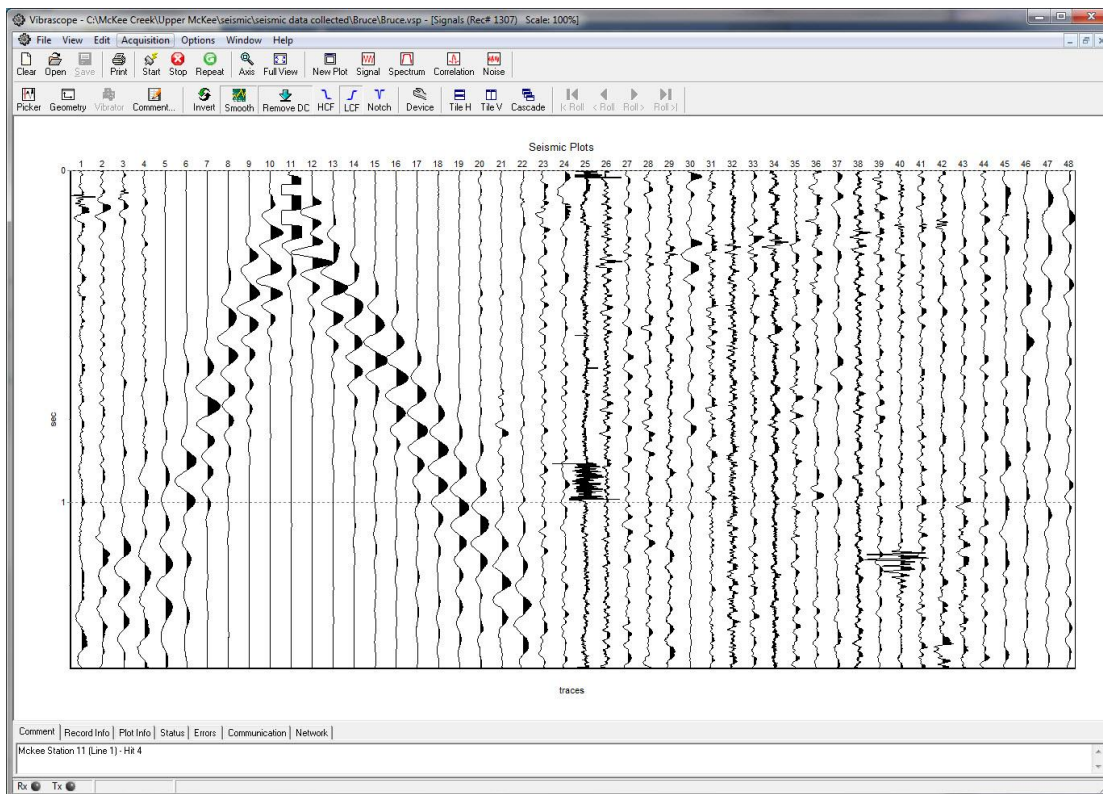 Vibrascope - C:\McKee Creek\Upper McKee\seismic\seismic data collected\Bruce\Bruce.vsp - [Signals (Rec# 1307) Scale: 100%]
File View Edit Acquisition Options Window Help
Clear Open Save Print Start Stop Repeat Axis Full View New Plot Signal Spectrum Correlation Noise
Picker Geometry Vibrator Comment... Invert Smooth Remove DC HCF LCF Notch Device Tile H Tile V Cascade |< Roll < Roll Roll > Roll >|
Seismic Plots
1 2 3 4 5 6 7 8 9 10 11 12 13 14 15 16 17 18 19 20 21 22 23 24 25 26 27 28 29 30 31 32 33 34 35 36 37 38 39 40 41 42 43 44 45 46 47 48
0
sec
1
traces
Comment Record Info Plot Info Status Errors Communication Network
Mckee Station 11 (Line 1) - Hit 4
Rx Tx